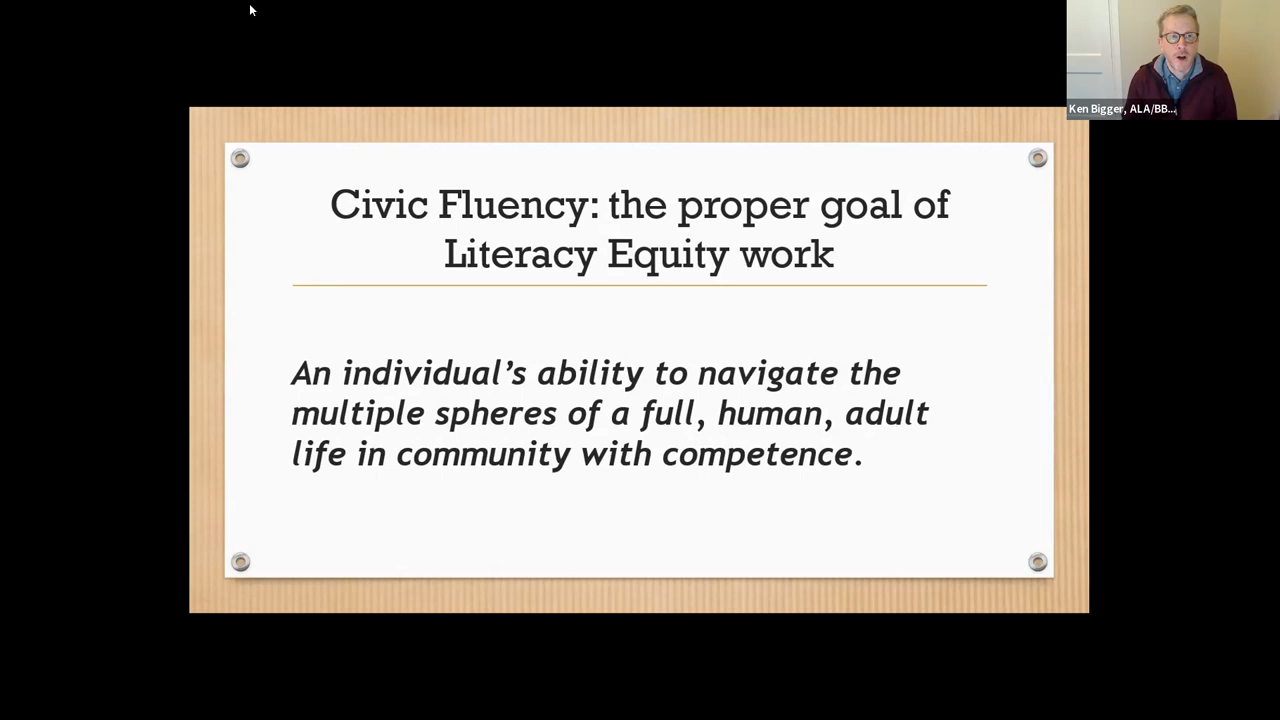 Ken Bigger, ALA/BB...
Civic Fluency: the proper goal of
Literacy Equity work
An individual’s ability to navigate the
multiple spheres of a full, human, adult
life in community with competence.